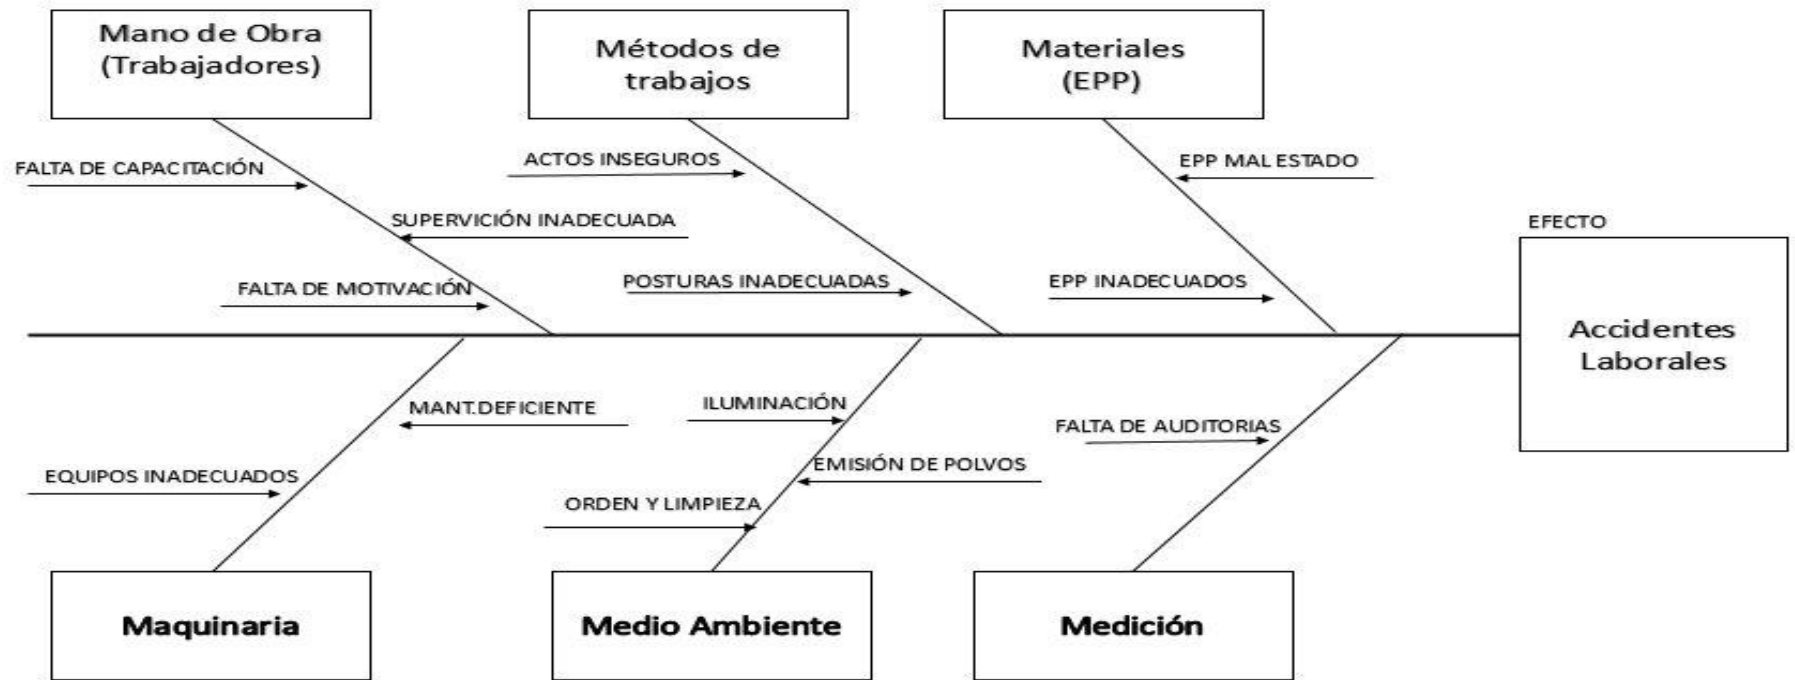 Mano de Obra
(Trabajadores)
Métodos de
trabajos
Materiales
(EPP)
FALTA DE CAPACITACIÓN
ACTOS INSEGUROS
EPP MAL ESTADO
SUPERVICIÓN INADECUADA
EFECTO
FALTA DE MOTIVACIÓN
POSTURAS INADECUADAS
EPP INADECUADOS
Accidentes
Laborales
MANT.DEFICIENTE
ILUMINACIÓN
FALTA DE AUDITORIAS
EQUIPOS INADECUADOS
EMISIÓN DE POLVOS
ORDEN Y LIMPIEZA
Maquinaria
Medio Ambiente
Medición